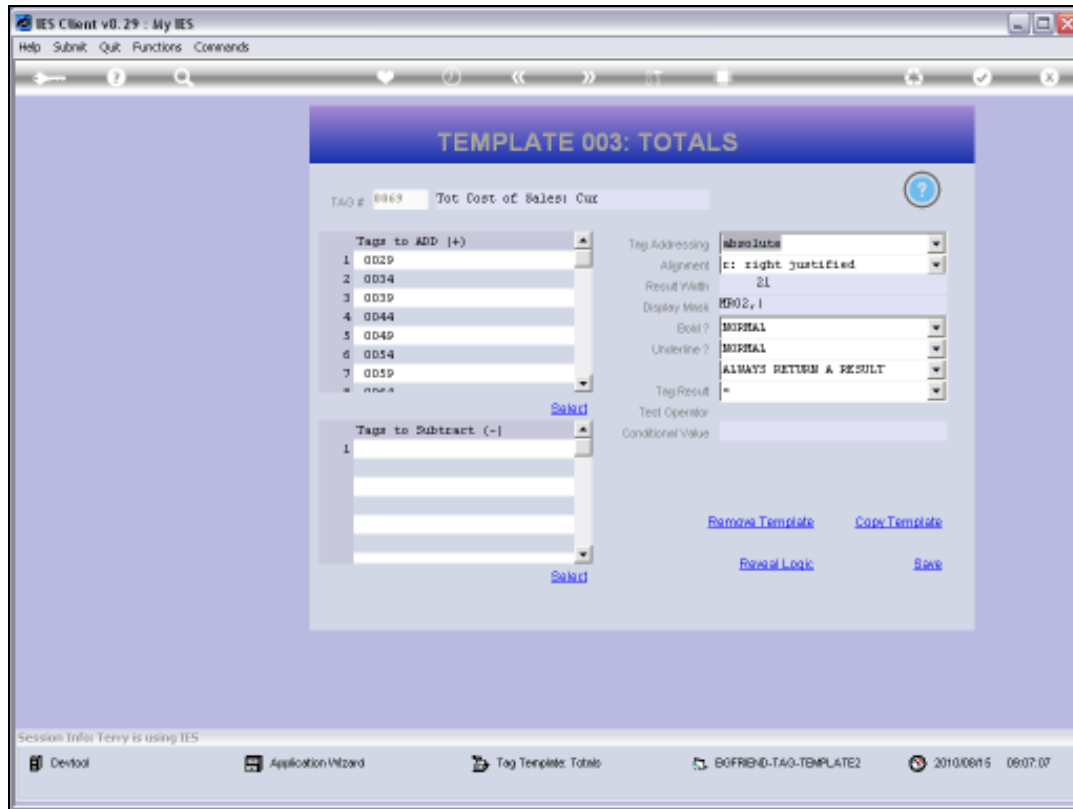 IES Client v8.29 : My IES
Help Submit Quit Functions Commands
TEMPLATE 003: TOTALS
TAG # 0069 Tot Cost of Sales: Cur
Tags to ADD (+)
1 0029
2 0034
3 0039
4 0044
5 0049
6 0054
7 0059
8 0064
Select
Tags to Subtract (-)
1
Select
Tag Addressing absolute
Alignment r: right justified
Result Width 21
Display Mask MR02,|
Bold ? NORMAL
Underline ? NORMAL
ALWAYS RETURN A RESULT
Tag Result =
Test Operator
Conditional Value
Remove Template Copy Template
Reveal Logic Save
Session Info: Terry is using IES
Devtool Application Wizard Tag Template: Totals BGFRIEND-TAG-TEMPLATE2 2010/08/15 09:07:07